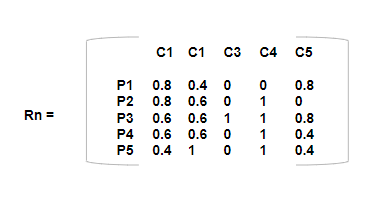 C1 C1 C3 C4 C5
P1 0.8 0.4 0 0 0.8
P2 0.8 0.6 0 1 0
Rn = P3 0.6 0.6 1 1 0.8
P4 0.6 0.6 0 1 0.4
P5 0.4 1 0 1 0.4